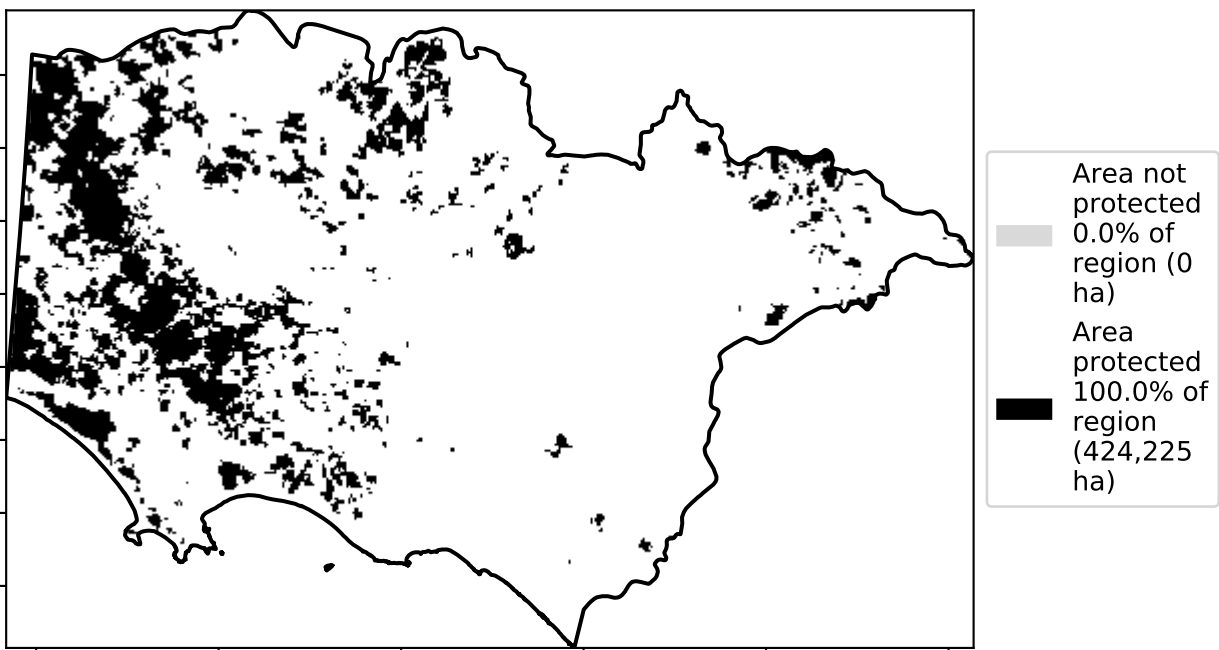 Area not
protected
0.0% of
region (0
ha)
Area
protected
100.0% of
region
(424,225
ha)